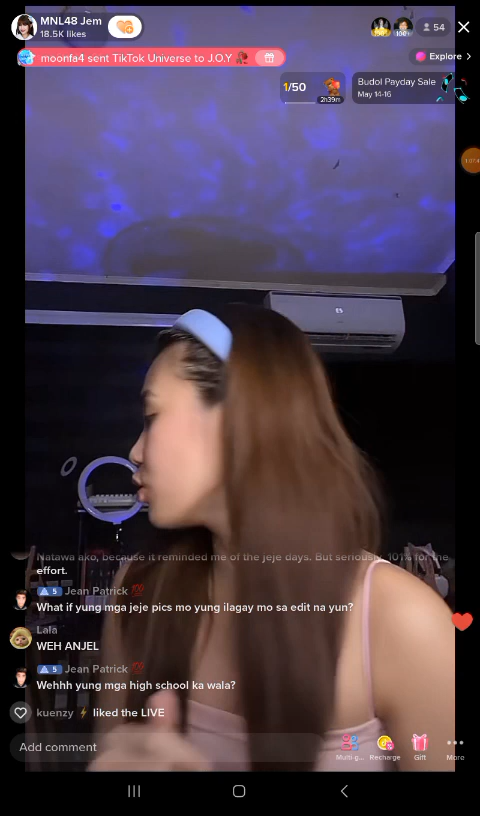 MNL48 Jem
18.5K likes
54
moonfa4 sent TikTok Universe to J.O.Y
Explore
1/50
2h39m
Budol Payday Sale
May 14-16
Natawa ako, because it reminded me of the jeje days. But seriously, 101% for the
effort.
5 Jean Patrick 💯
What if yung mga jeje pics mo yung ilagay mo sa edit na yun?
Lala
WEH ANJEL
5 Jean Patrick 💯
Wehhh yung mga high school ka wala?
kuenzy ⚡ liked the LIVE
Add comment
Multi-g...
Recharge
Gift
More